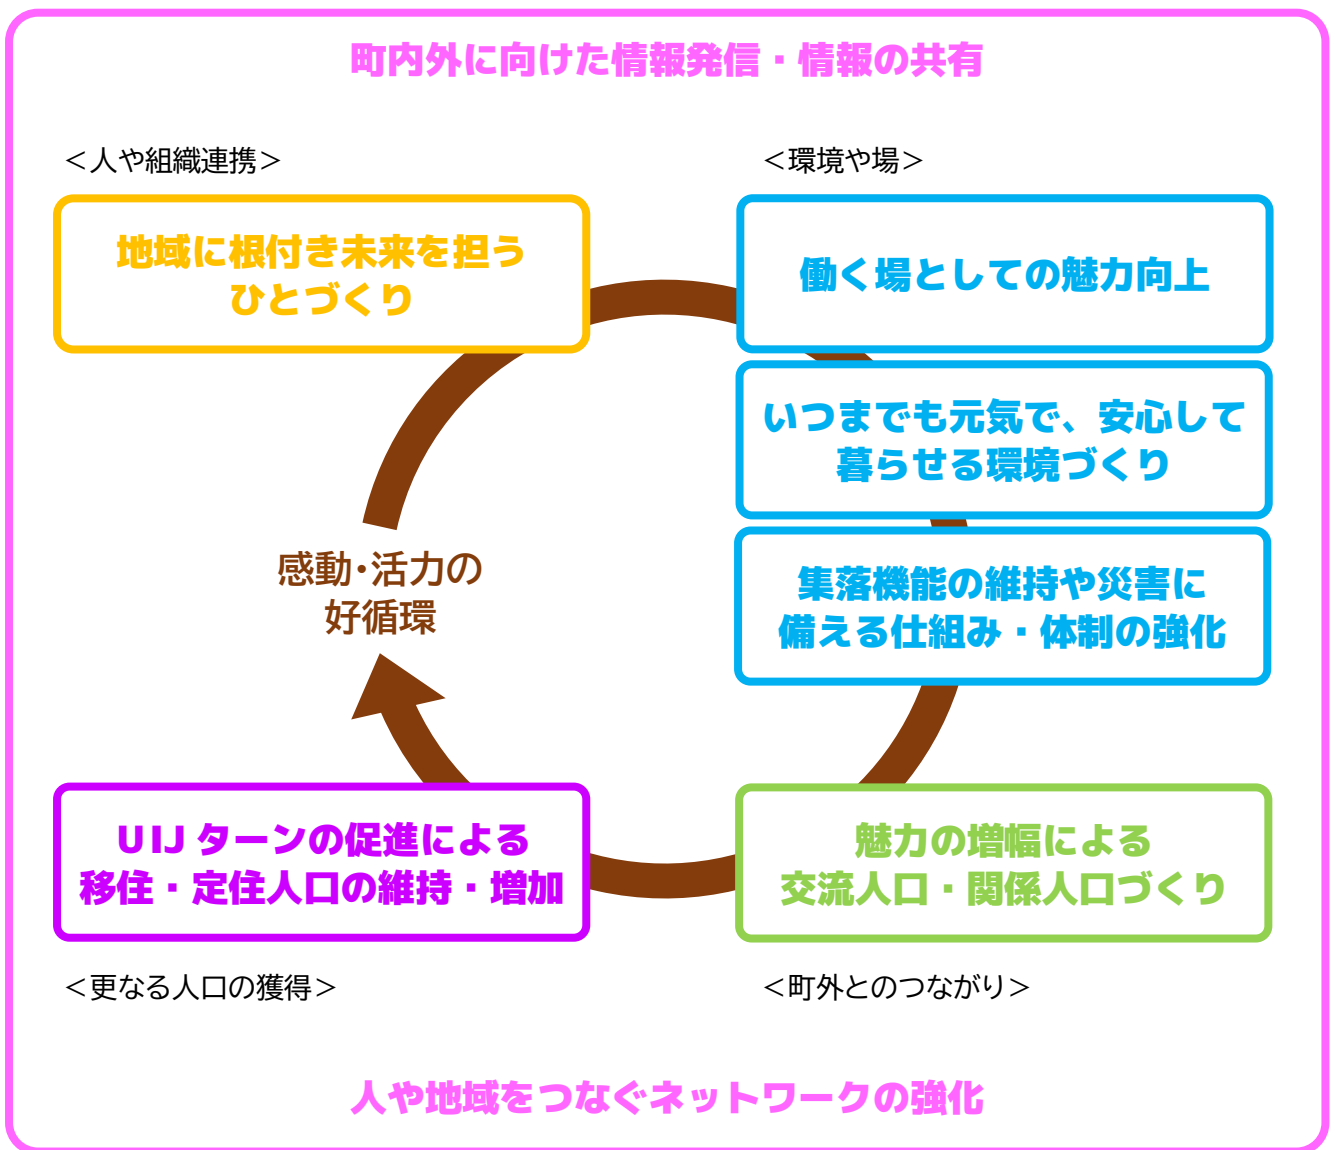 町内外に向けた情報発信・情報の共有
＜人や組織連携＞
地域に根付き未来を担う
ひとづくり
＜環境や場＞
働く場としての魅力向上
いつまでも元気で、安心して
暮らせる環境づくり
集落機能の維持や災害に
備える仕組み・体制の強化
感動・活力の
好循環
UIJターンの促進による
移住・定住人口の維持・増加
＜更なる人口の獲得＞
魅力の増幅による
交流人口・関係人口づくり
＜町外とのつながり＞
人や地域をつなぐネットワークの強化